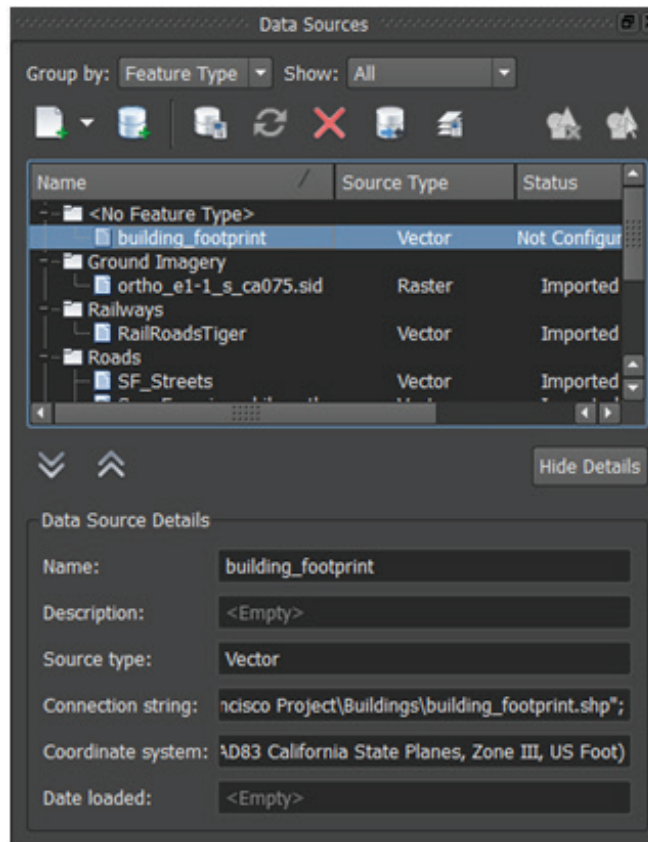 Data Sources
Group by: Feature Type Show: All
Name / Source Type Status
<No Feature Type>
building_footprint Vector Not Configur
Ground Imagery
ortho_e1-1_s_ca075.sid Raster Imported
Railways
RailRoadsTiger Vector Imported
Roads
SF_Streets Vector Imported
Hide Details
Data Source Details
Name: building_footprint
Description: <Empty>
Source type: Vector
Connection string: ncisco Project\Buildings\building_footprint.shp";
Coordinate system: AD83 California State Planes, Zone III, US Foot)
Date loaded: <Empty>